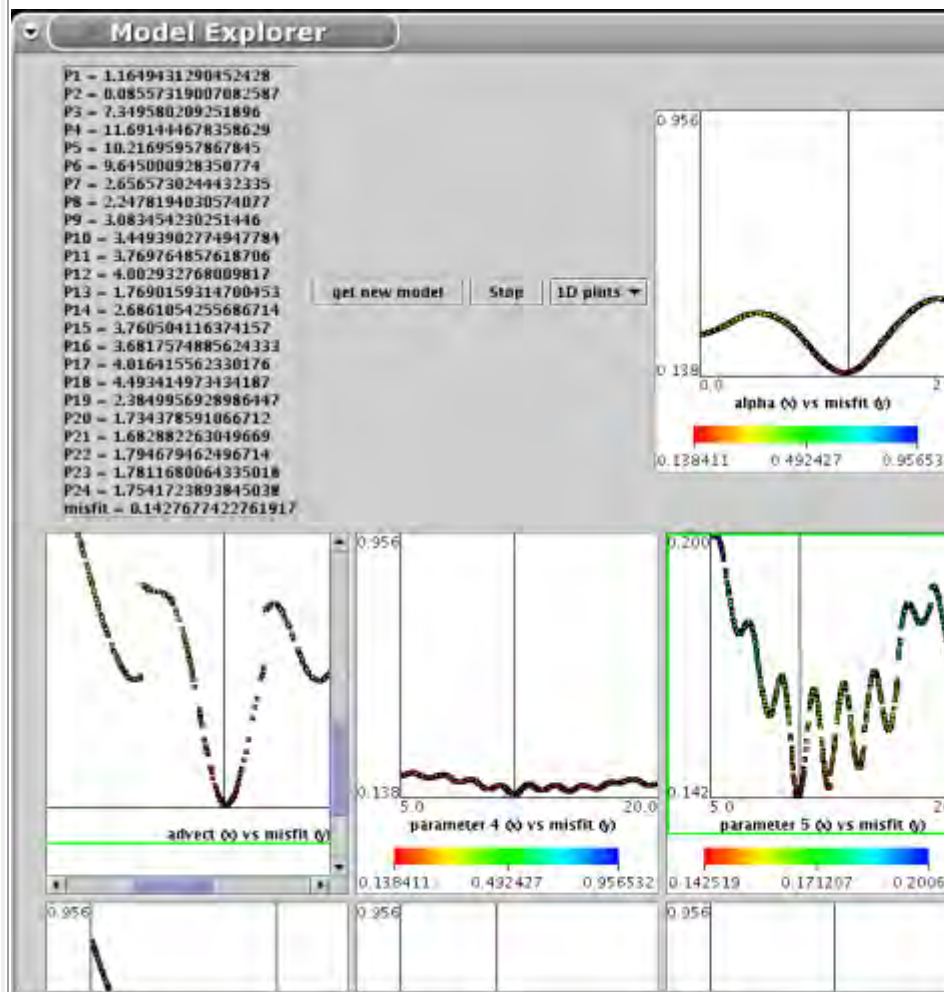 Model Explorer
P1 = 1.1649431290452428
P2 = 0.08557319007082587
P3 = 7.349580209251896
P4 = 11.691444678358629
P5 = 10.21695957867845
P6 = 9.645000928350774
P7 = 2.6565730244432335
P8 = 2.2478194030574077
P9 = 3.083454230251446
P10 = 3.4493902774947784
P11 = 3.769764857618706
P12 = 4.002932768009817
P13 = 1.7690159314700453
P14 = 2.6861054255686714
P15 = 3.760504116374157
P16 = 3.6817574885624333
P17 = 4.016415562330176
P18 = 4.493414973434187
P19 = 2.3849956928986447
P20 = 1.734378591066712
P21 = 1.682882263049669
P22 = 1.794679462496714
P23 = 1.7811680064335018
P24 = 1.7541723893845038
misfit = 0.1427677422761917
get new model
Stop
1D plots
0.956
0.138
0.0 2
alpha (x) vs misfit (y)
0.138411 0.492427 0.95653
advect (x) vs misfit (y)
0.956
0.138
5.0 20.0
parameter 4 (x) vs misfit (y)
0.138411 0.492427 0.956532
0.200
0.142
5.0 20
parameter 5 (x) vs misfit (y)
0.142519 0.171207 0.2006
0.956
0.956
0.956